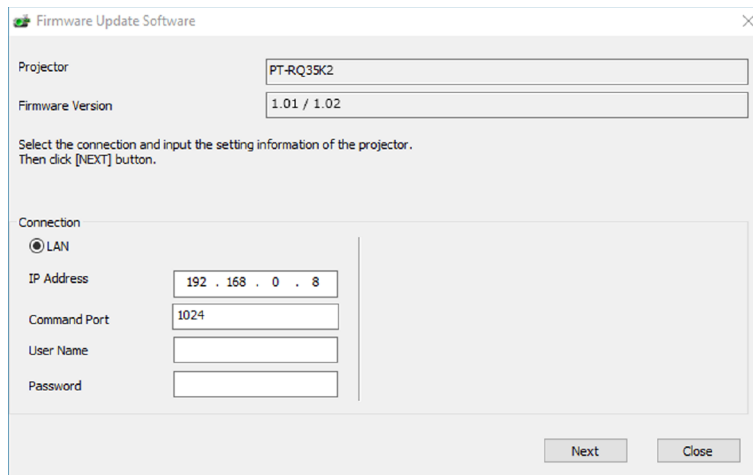 Firmware Update Software
Projector
PT-RQ35K2
Firmware Version
1.01 / 1.02
Select the connection and input the setting information of the projector.
Then click [NEXT] button.
Connection
LAN
IP Address
192 . 168 . 0 . 8
Command Port
1024
User Name
Password
Next
Close